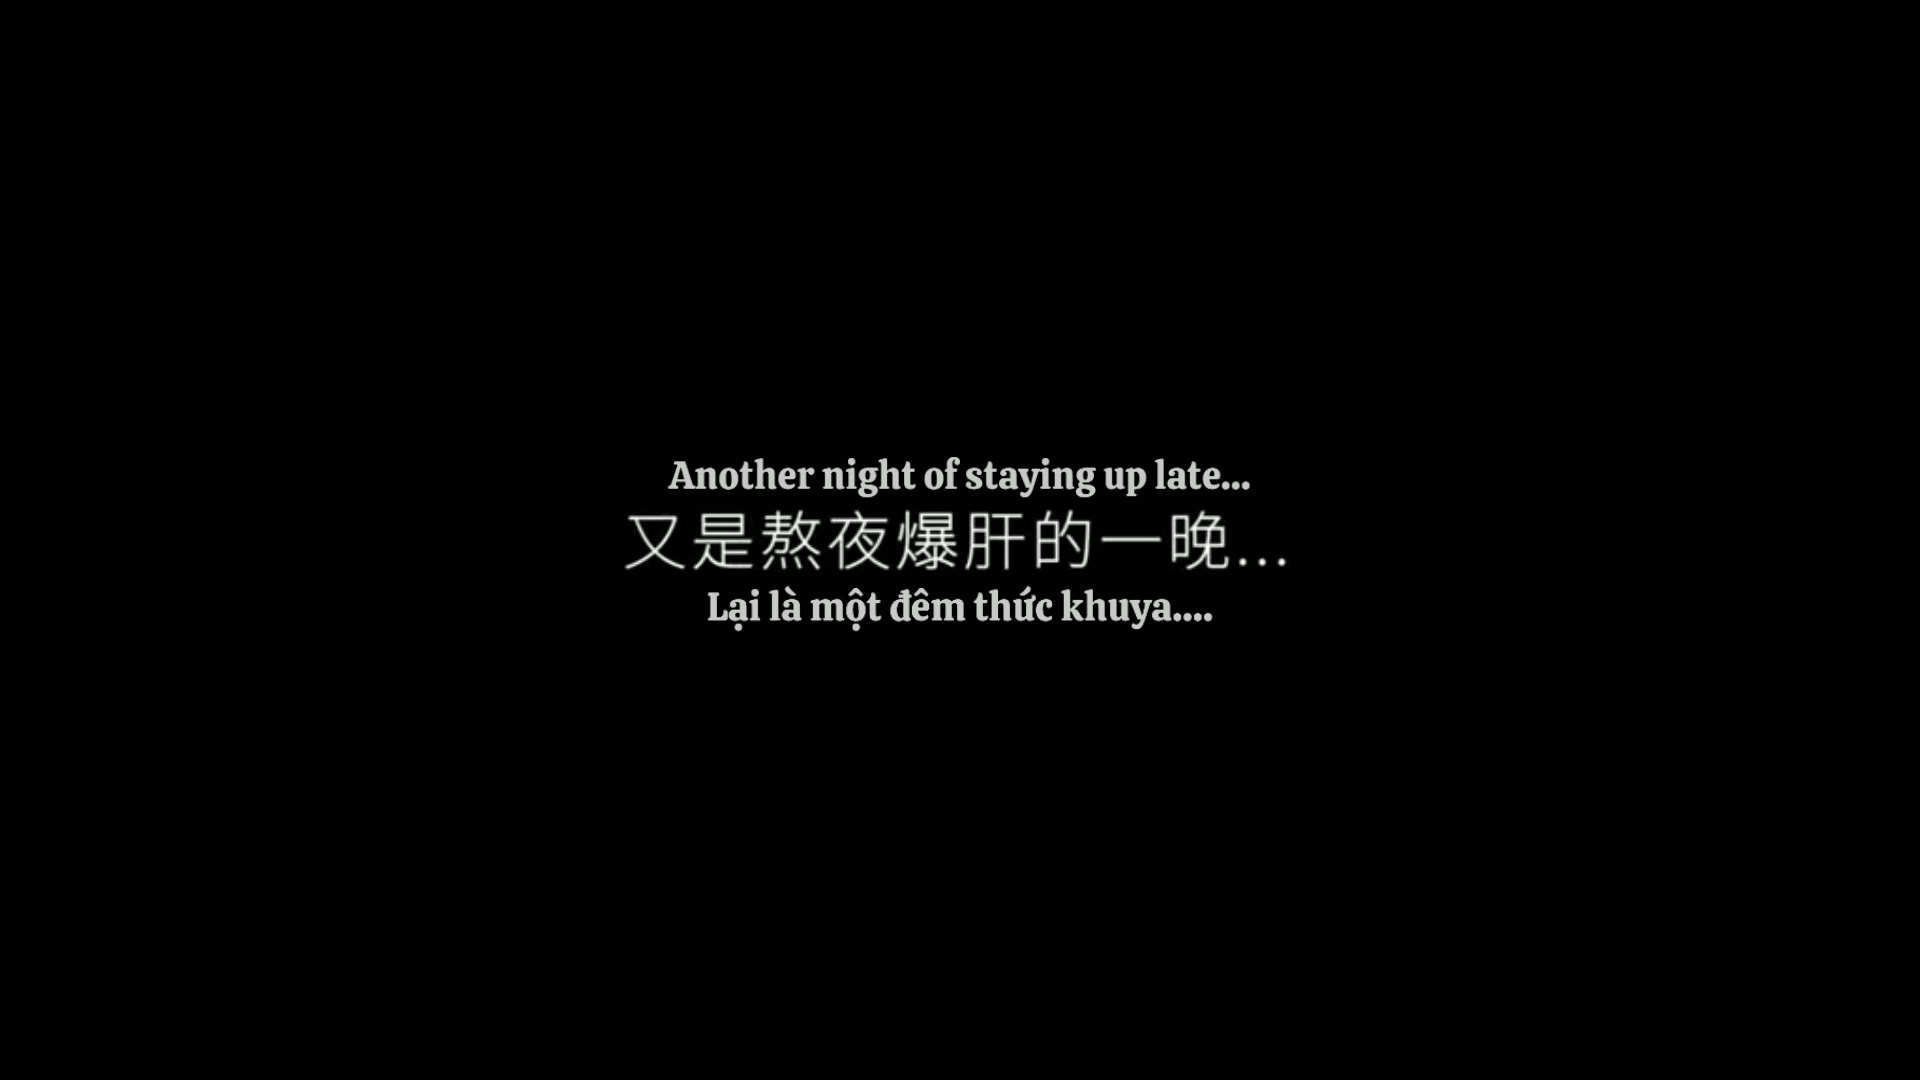 Another night of staying up late...
又是熬夜爆肝的一晚...
Lại là một đêm thức khuya....